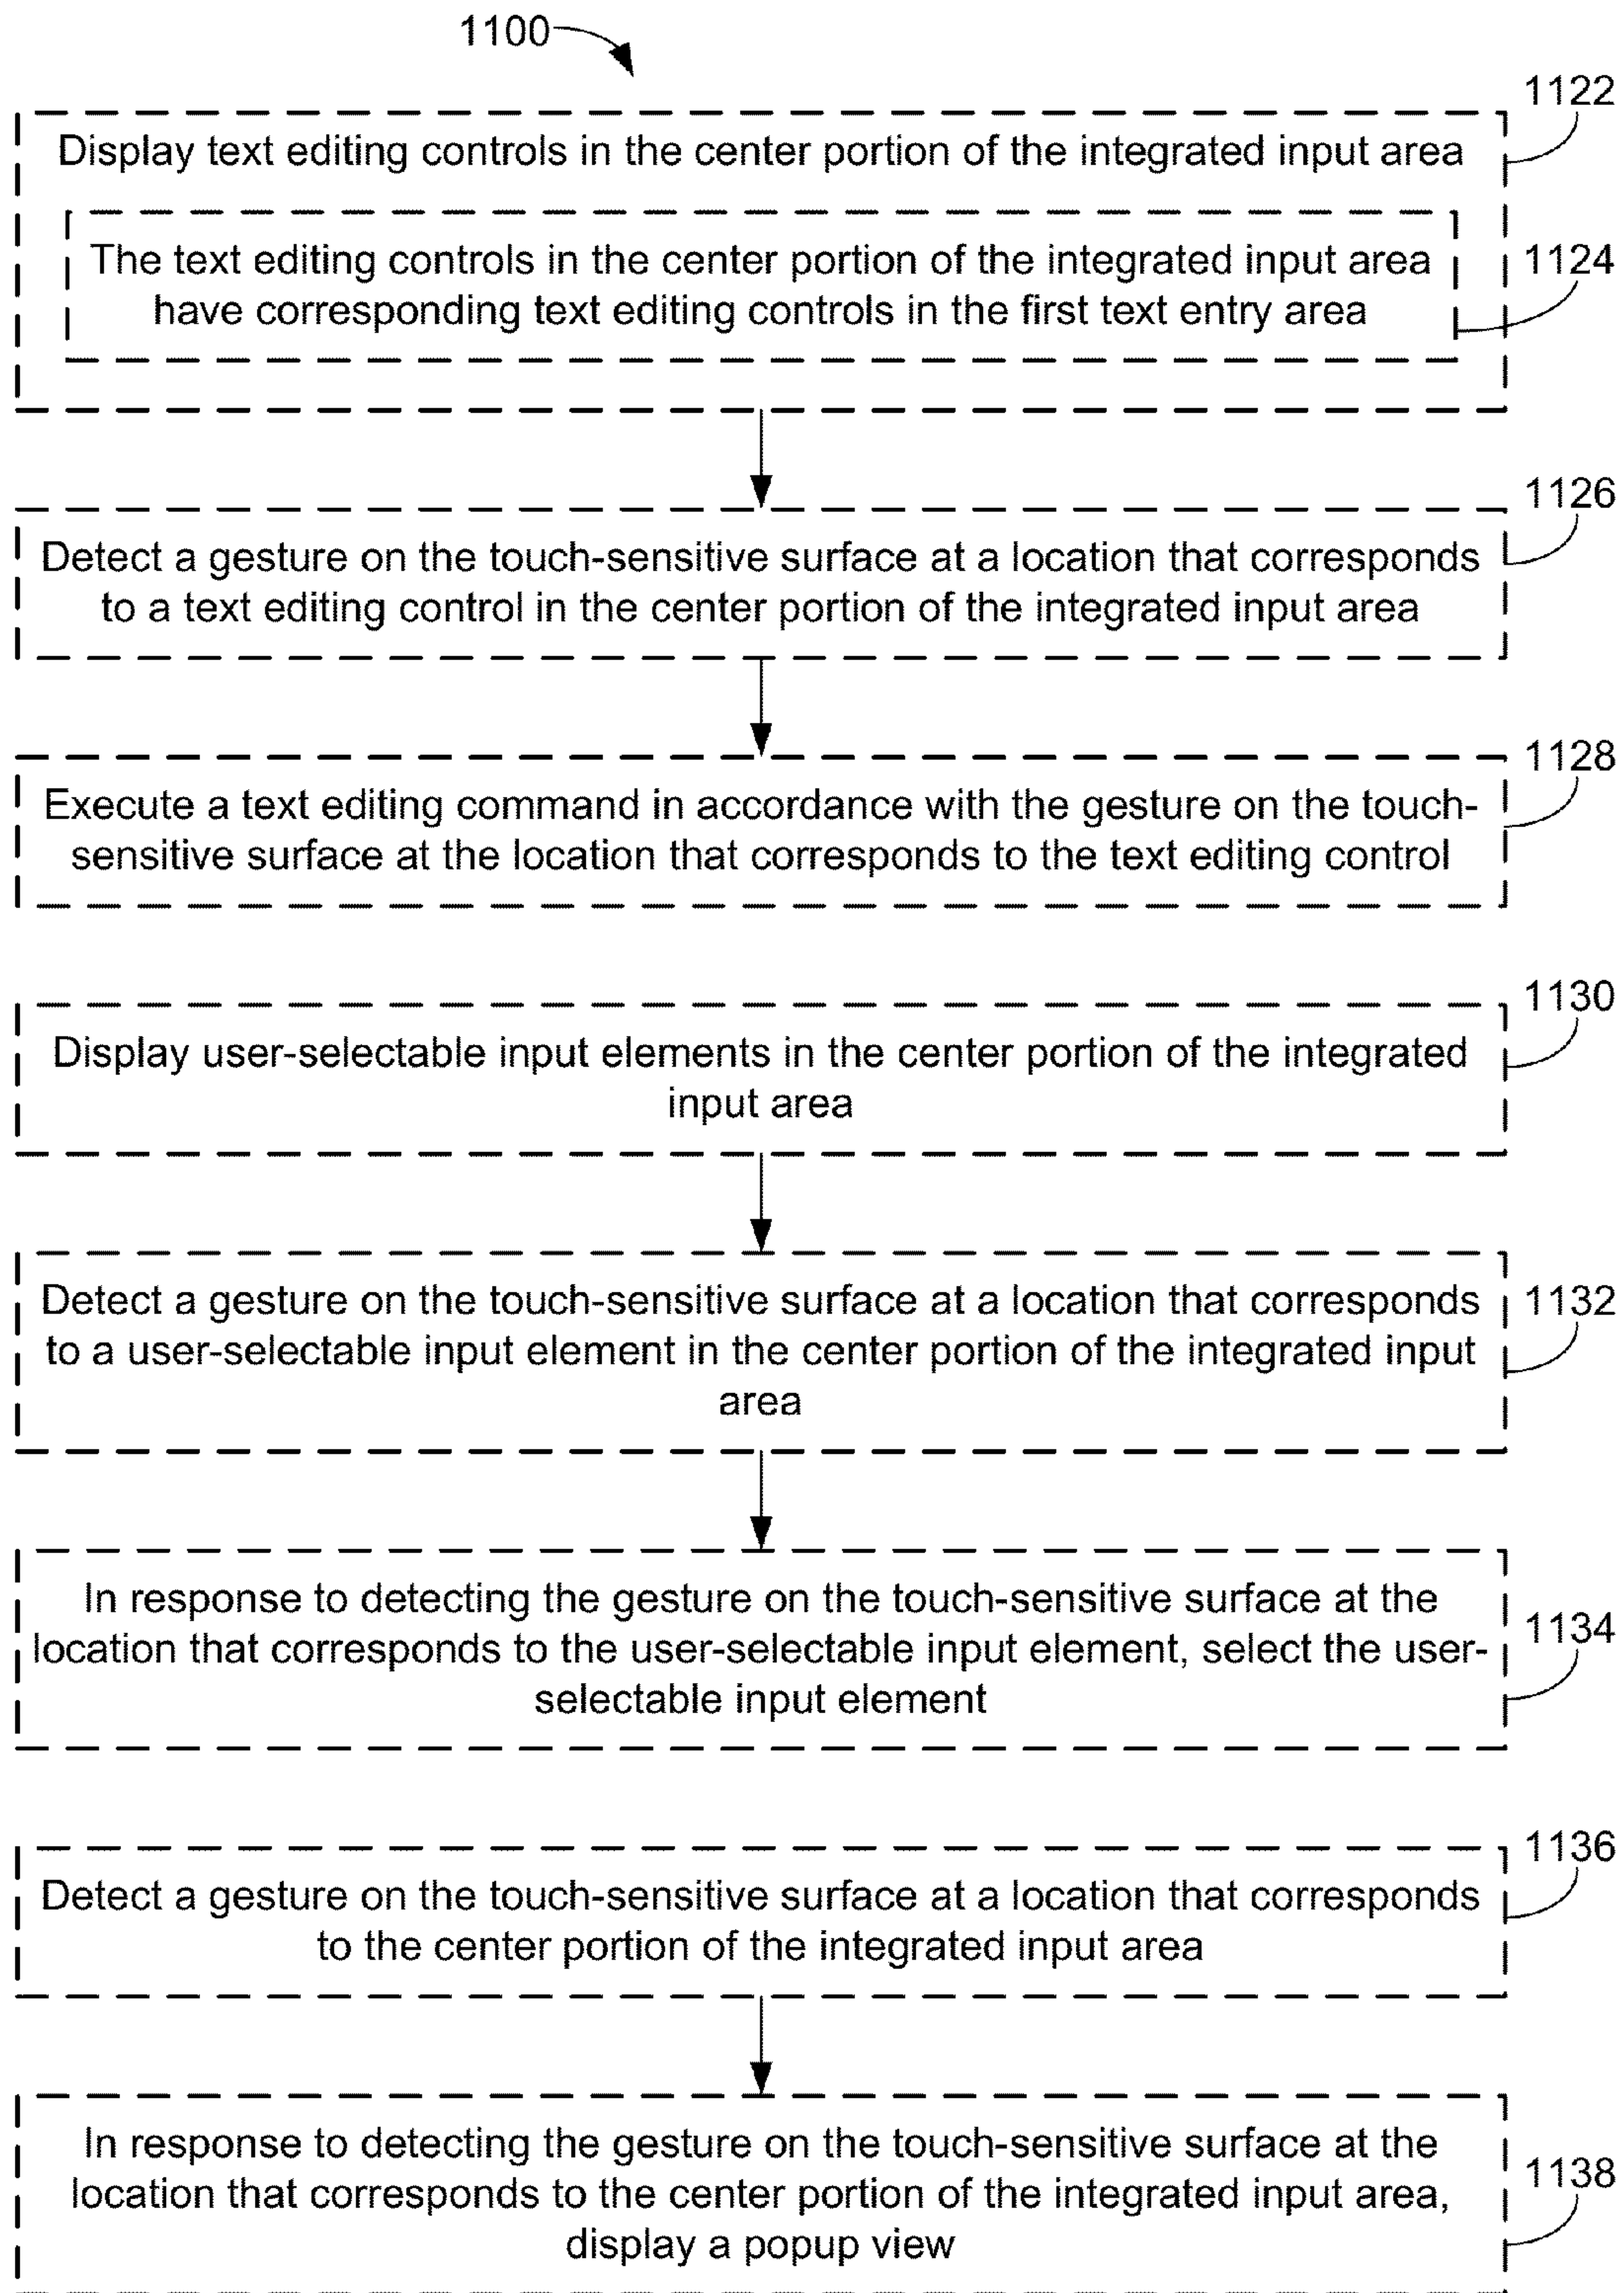 1100
1122
Display text editing controls in the center portion of the integrated input area
The text editing controls in the center portion of the integrated input area
have corresponding text editing controls in the first text entry area
1124
1126
Detect a gesture on the touch-sensitive surface at a location that corresponds
to a text editing control in the center portion of the integrated input area
1128
Execute a text editing command in accordance with the gesture on the touch-
sensitive surface at the location that corresponds to the text editing control
1130
Display user-selectable input elements in the center portion of the integrated
input area
Detect a gesture on the touch-sensitive surface at a location that corresponds
to a user-selectable input element in the center portion of the integrated input
area
1132
In response to detecting the gesture on the touch-sensitive surface at the
location that corresponds to the user-selectable input element, select the user-
selectable input element
1134
1136
Detect a gesture on the touch-sensitive surface at a location that corresponds
to the center portion of the integrated input area
In response to detecting the gesture on the touch-sensitive surface at the
location that corresponds to the center portion of the integrated input area,
display a popup view
1138